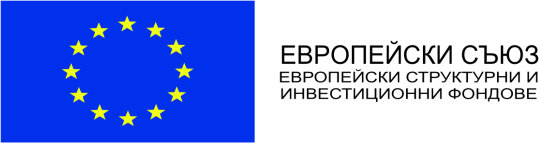 ЕВРОПЕЙСКИ СЪЮЗ
ЕВРОПЕЙСКИ СТРУКТУРНИ И
ИНВЕСТИЦИОННИ ФОНДОВЕ